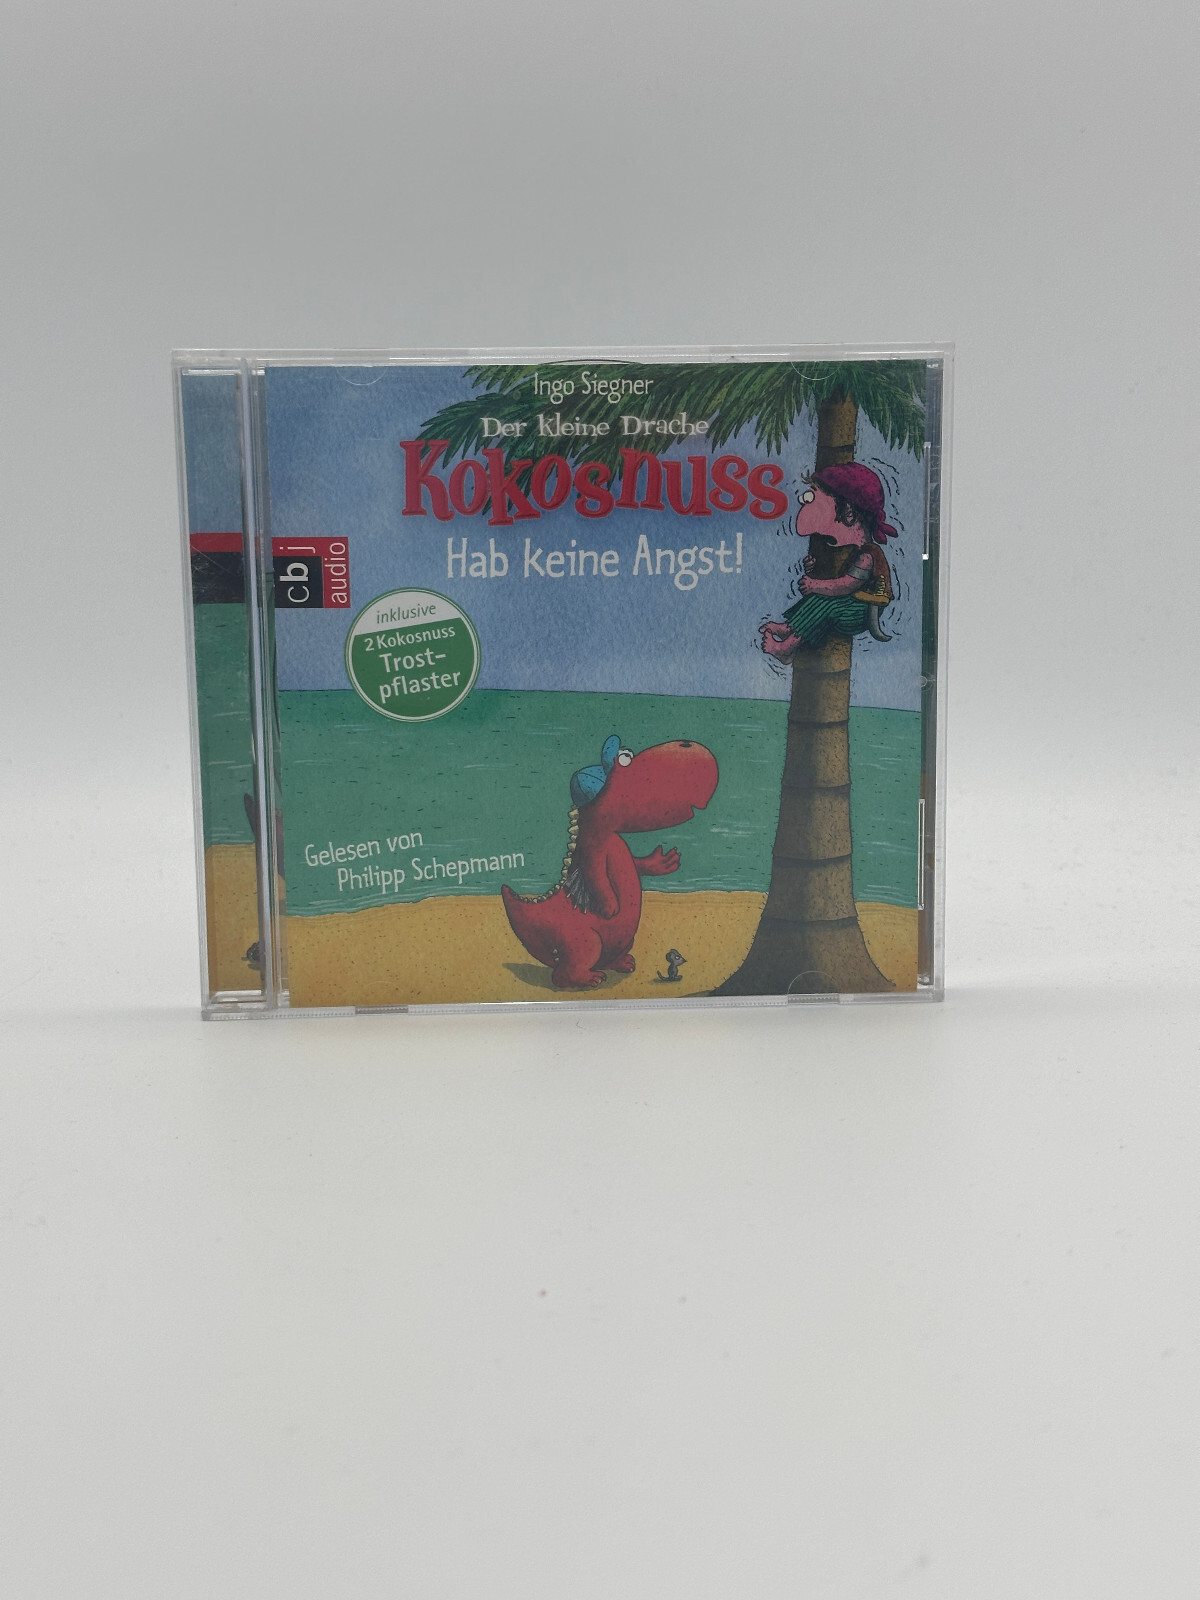 Ingo Siegner
Der kleine Drache
Kokosnuss
Hab keine Angst!
cbj
audio
inklusive
2 Kokosnuss
Trost-
pflaster
Gelesen von
Philipp Schepmann